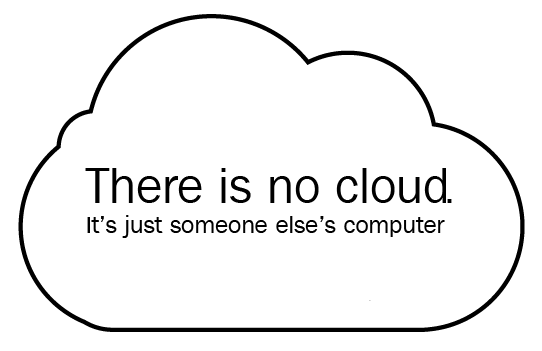 There is no cloud.
It’s just someone else’s computer